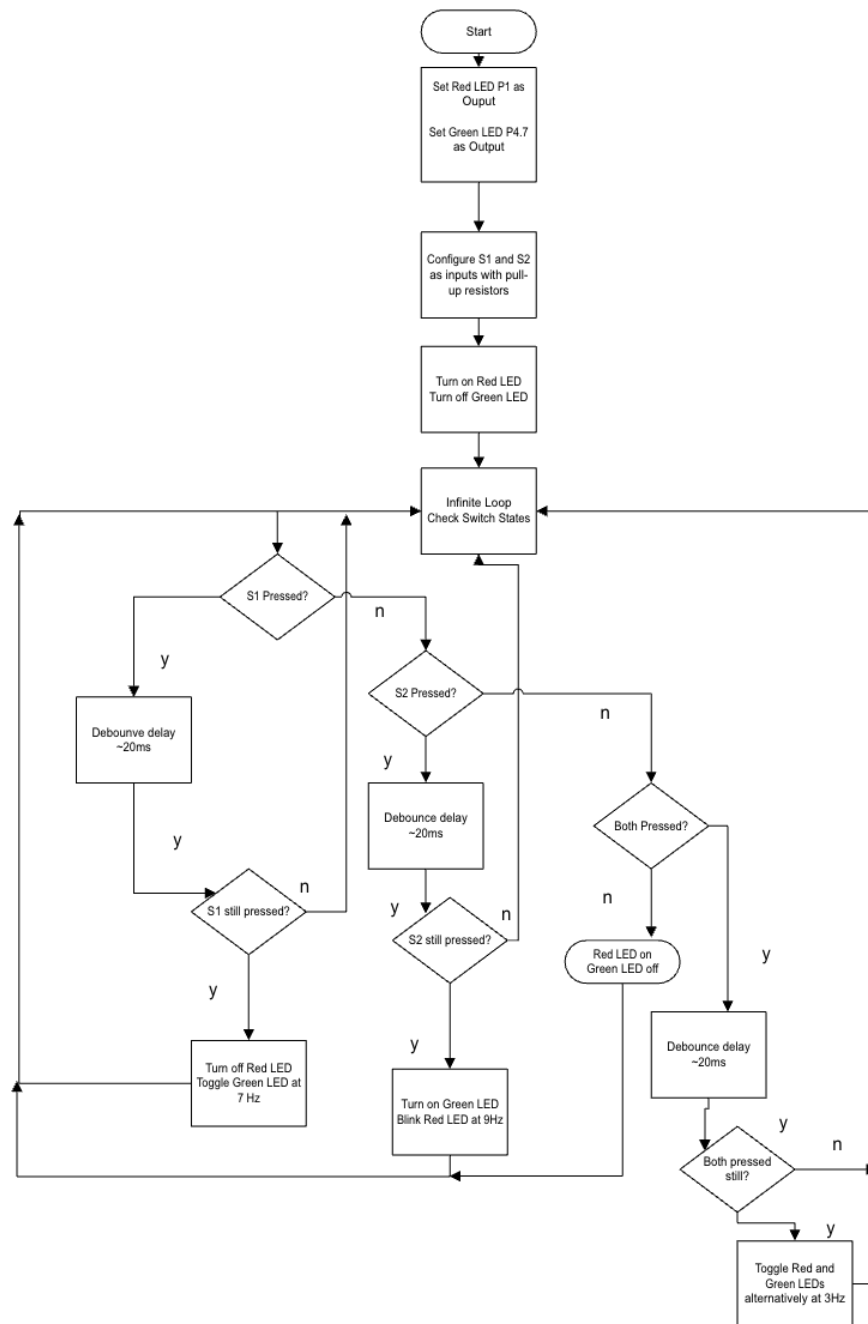 Start
Set Red LED P1 as
Ouput
Set Green LED P4.7
as Output
Configure S1 and S2
as inputs with pull-
up resistors
Turn on Red LED
Turn off Green LED
Infinite Loop
Check Switch States
S1 Pressed?
n
y
S2 Pressed?
n
Debounve delay
~20ms
y
Debounce delay
~20ms
Both Pressed?
y
n
S1 still pressed?
y
n
S2 still pressed?
n
Red LED on
Green LED off
y
y
Debounce delay
~20ms
y
Turn off Red LED
Toggle Green LED at
7 Hz
Turn on Green LED
Blink Red LED at 9Hz
y
n
Both pressed
still?
y
Toggle Red and
Green LEDs
alternatively at 3Hz